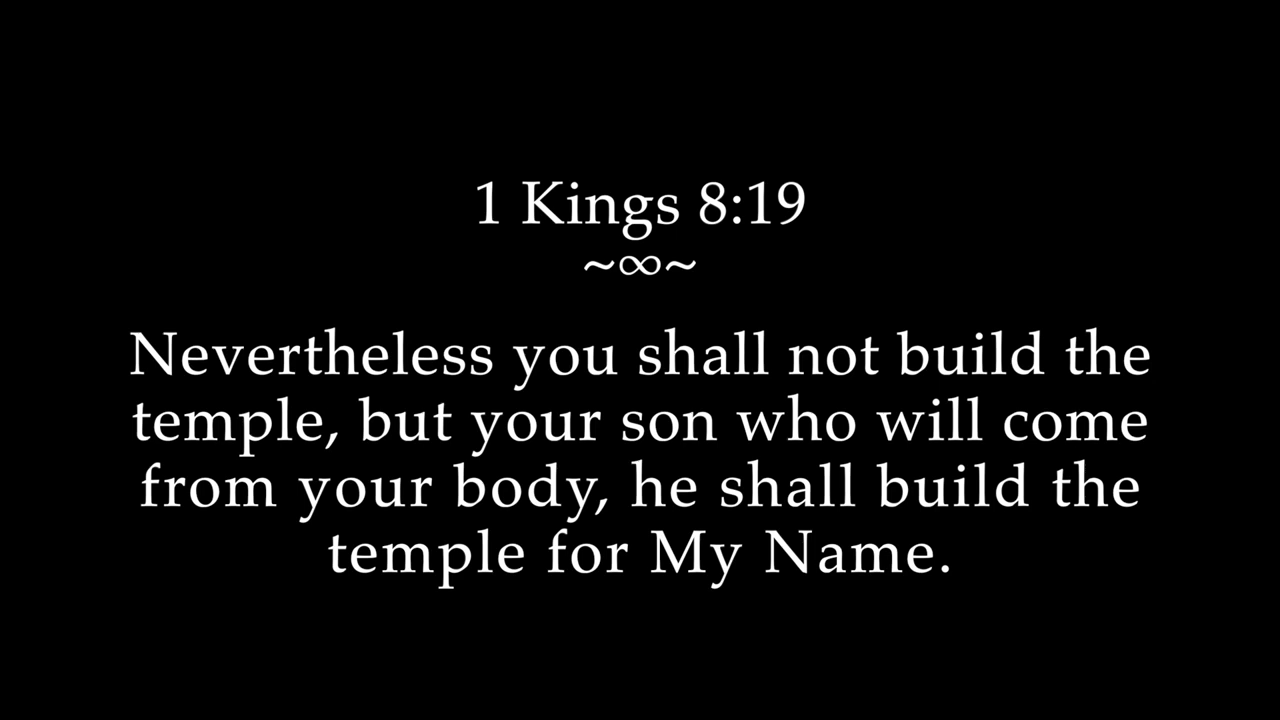 1 Kings 8:19
~∞~
Nevertheless you shall not build the
temple, but your son who will come
from your body, he shall build the
temple for My Name.